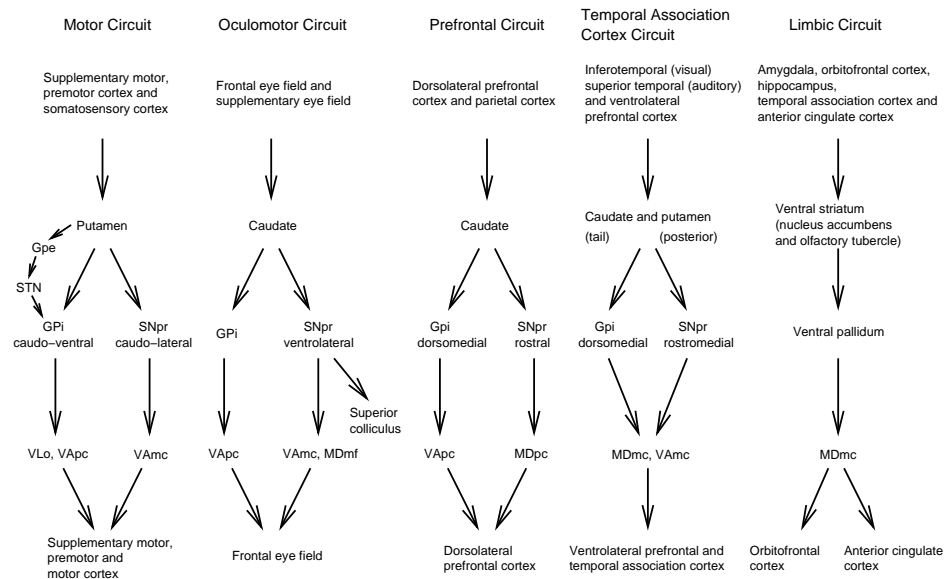 Motor Circuit
Supplementary motor,
premotor cortex and
somatosensory cortex
Putamen
Gpe
STN
GPi
caudo–ventral
SNpr
caudo–lateral
VLo, VApc
VAmc
Supplementary motor,
premotor and
motor cortex
Oculomotor Circuit
Frontal eye field and
supplementary eye field
Caudate
GPi
SNpr
ventrolateral
Superior
colliculus
VApc
VAmc, MDmf
Frontal eye field
Prefrontal Circuit
Dorsolateral prefrontal
cortex and parietal cortex
Caudate
Gpi
dorsomedial
SNpr
rostral
VApc
MDpc
Dorsolateral
prefrontal cortex
Temporal Association
Cortex Circuit
Inferotemporal (visual)
superior temporal (auditory)
and ventrolateral
prefrontal cortex
Caudate and putamen
(tail) (posterior)
Gpi
dorsomedial
SNpr
rostromedial
MDmc, VAmc
Ventrolateral prefrontal and
temporal association cortex
Limbic Circuit
Amygdala, orbitofrontal cortex,
hippocampus,
temporal association cortex and
anterior cingulate cortex
Ventral striatum
(nucleus accumbens
and olfactory tubercle)
Ventral pallidum
MDmc
Orbitofrontal
cortex
Anterior cingulate
cortex